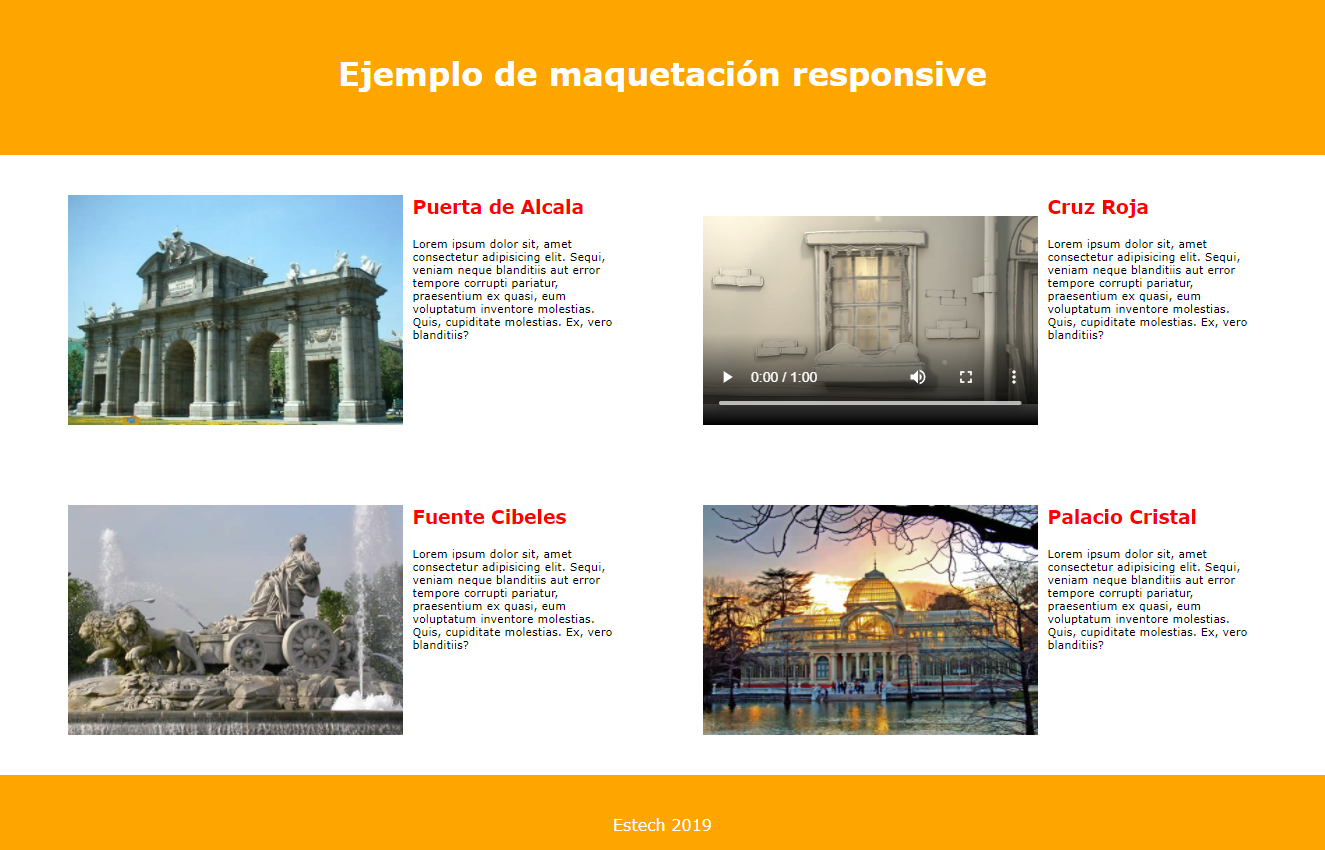 Ejemplo de maquetación responsive
Puerta de Alcala
Lorem ipsum dolor sit, amet
consectetur adipisicing elit. Sequi,
veniam neque blanditiis aut error
tempore corrupti pariatur,
praesentium ex quasi, eum
voluptatum inventore molestias.
Quis, cupiditate molestias. Ex, vero
blanditiis?
Cruz Roja
Lorem ipsum dolor sit, amet
consectetur adipisicing elit. Sequi,
veniam neque blanditiis aut error
tempore corrupti pariatur,
praesentium ex quasi, eum
voluptatum inventore molestias.
Quis, cupiditate molestias. Ex, vero
blanditiis?
0:00 / 1:00
Fuente Cibeles
Lorem ipsum dolor sit, amet
consectetur adipisicing elit. Sequi,
veniam neque blanditiis aut error
tempore corrupti pariatur,
praesentium ex quasi, eum
voluptatum inventore molestias.
Quis, cupiditate molestias. Ex, vero
blanditiis?
Palacio Cristal
Lorem ipsum dolor sit, amet
consectetur adipisicing elit. Sequi,
veniam neque blanditiis aut error
tempore corrupti pariatur,
praesentium ex quasi, eum
voluptatum inventore molestias.
Quis, cupiditate molestias. Ex, vero
blanditiis?
Estech 2019